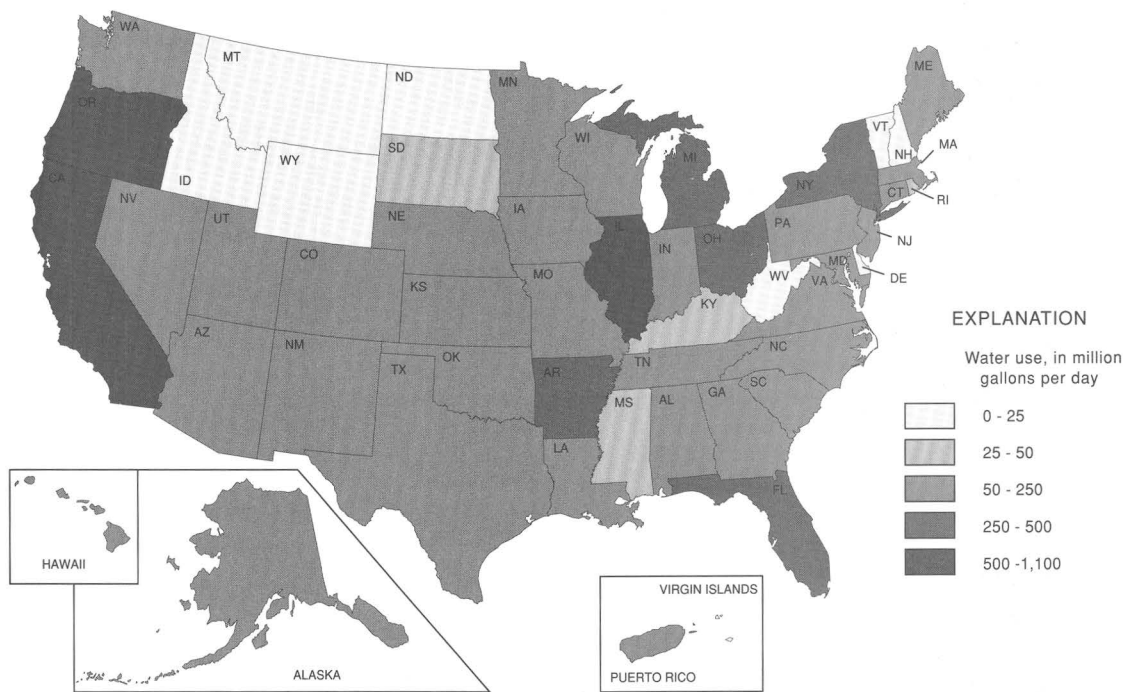 WA
MT
ND
MN
ME
OR
ID
WY
SD
WI
MI
VT
NH
MA
NY
CT
RI
CA
NV
UT
NE
IA
PA
NJ
CO
IL
IN
OH
MD
DE
KS
MO
WV
VA
KY
AZ
NM
OK
TN
NC
TX
AR
SC
MS
AL
GA
LA
FL
HAWAII
ALASKA
VIRGIN ISLANDS
PUERTO RICO
EXPLANATION
Water use, in million
gallons per day
0 - 25
25 - 50
50 - 250
250 - 500
500 -1,100